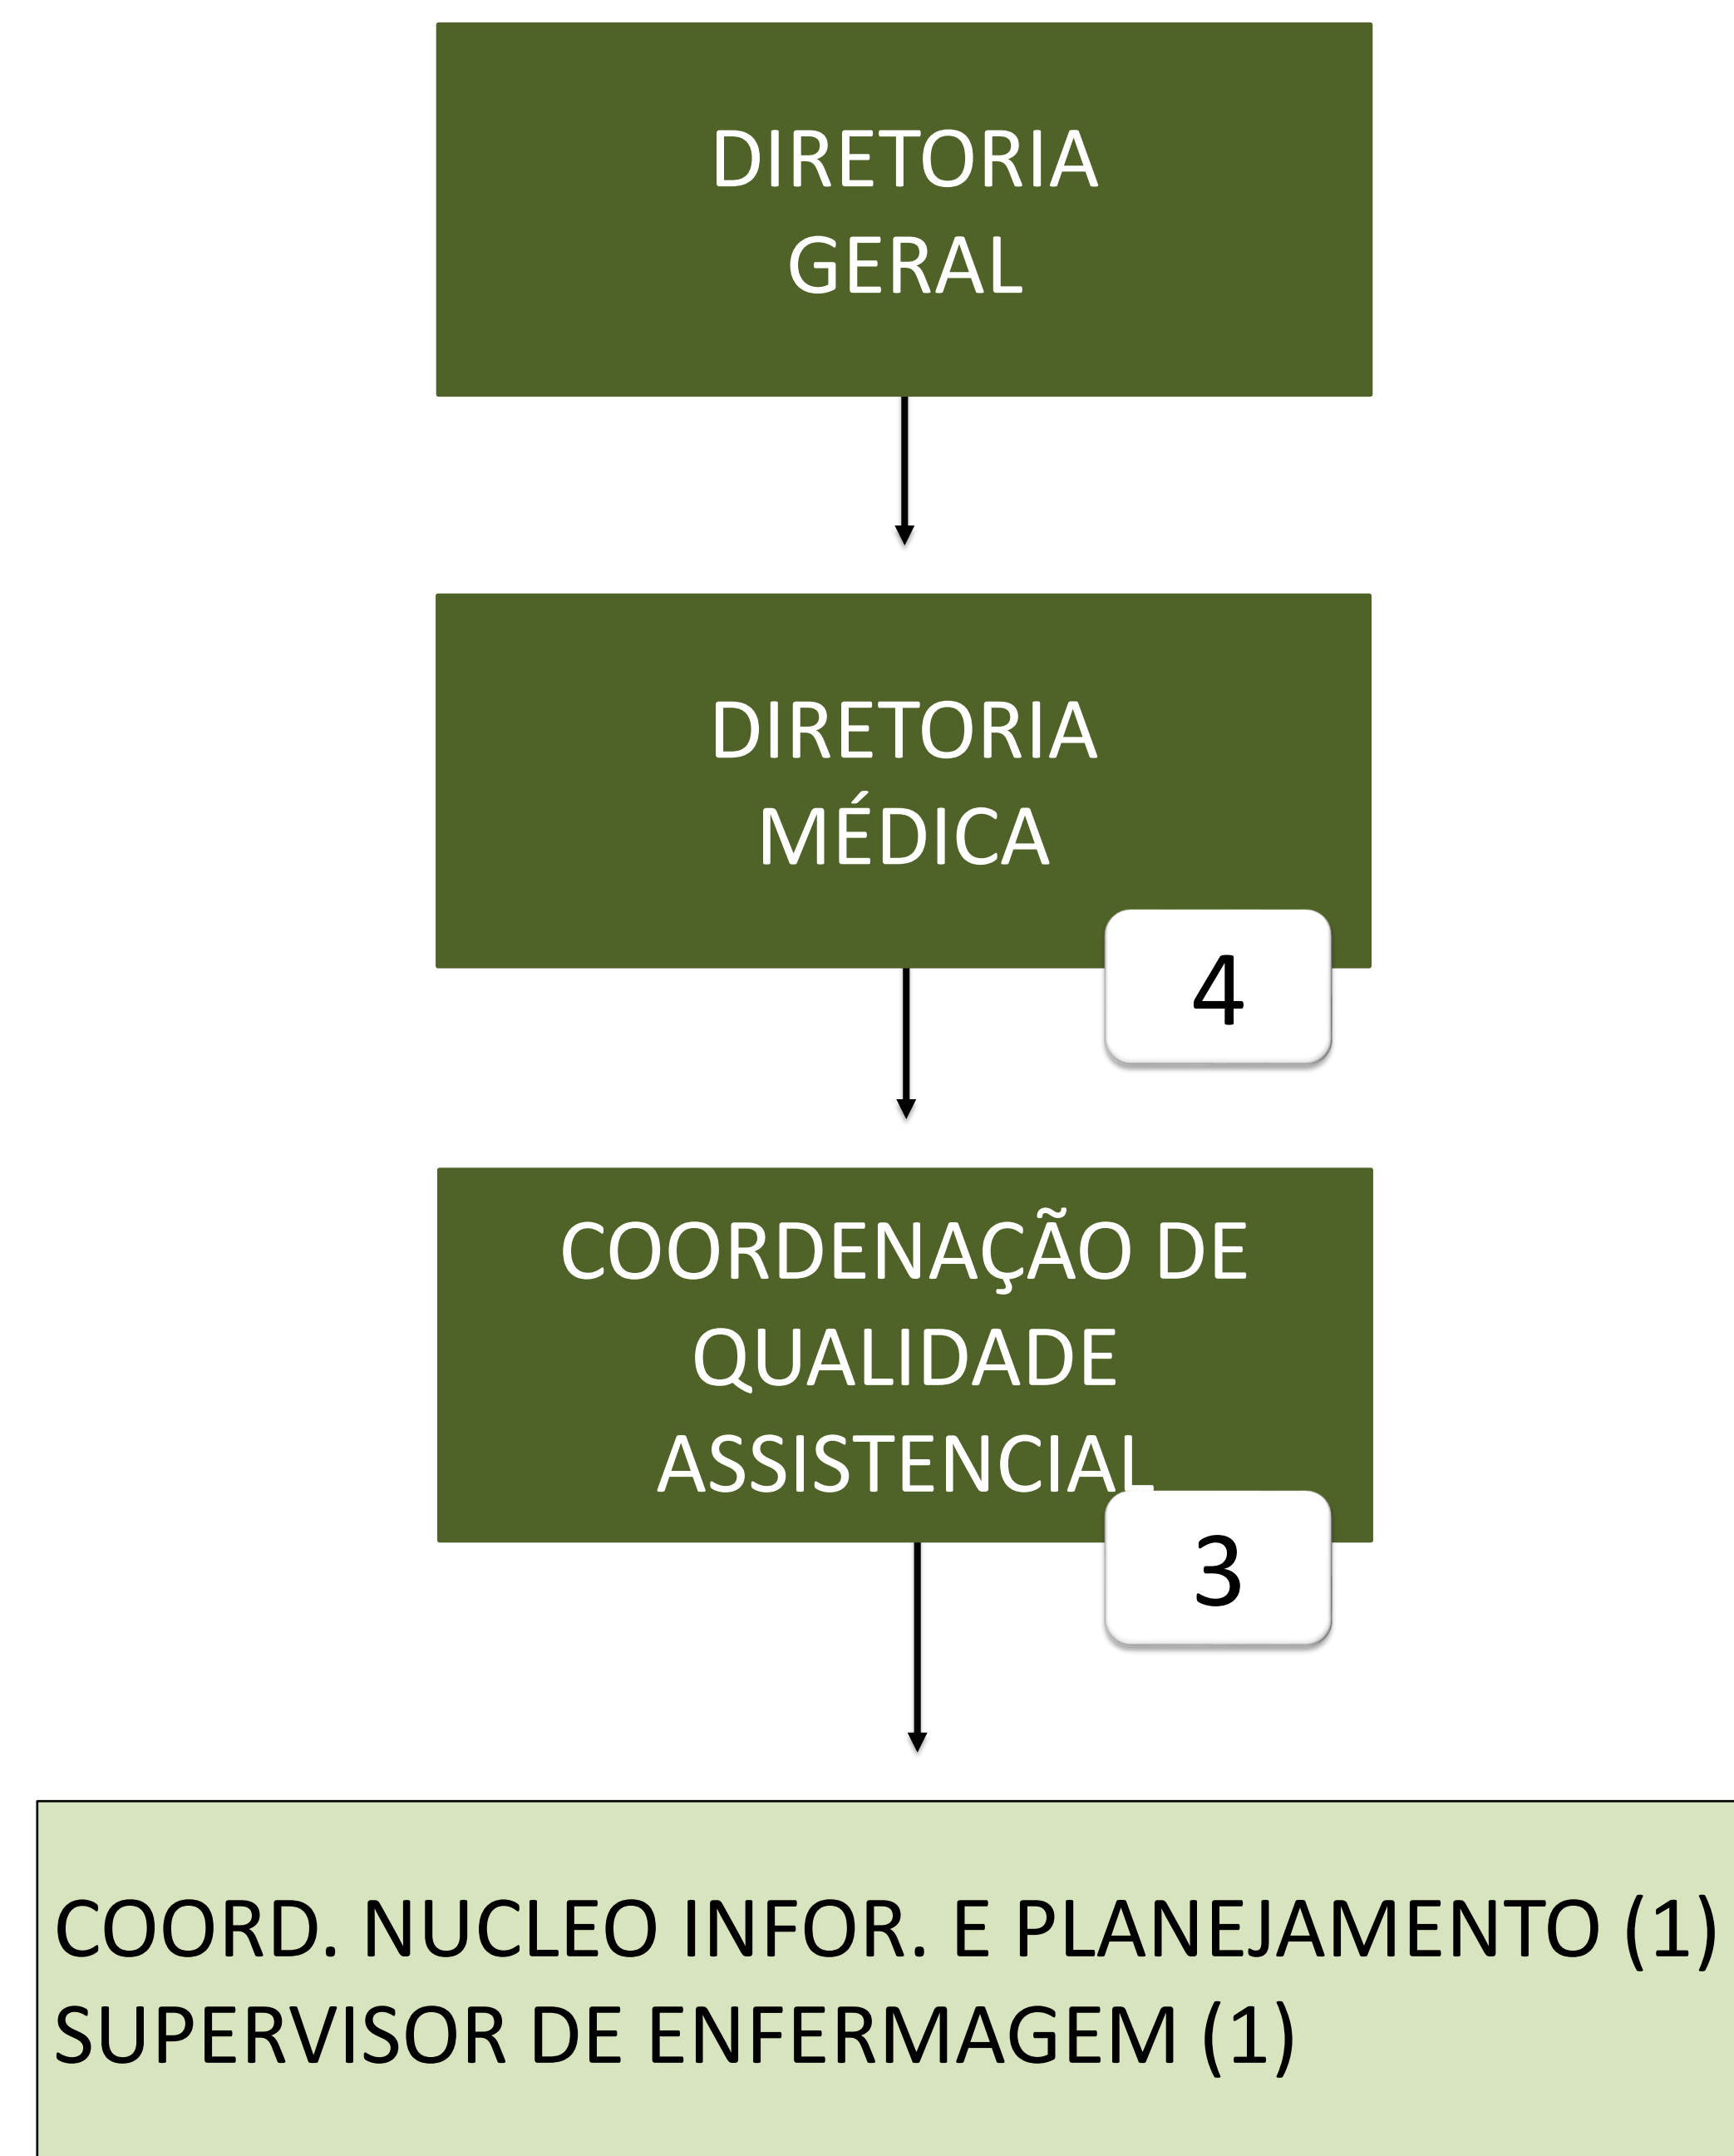 DIRETORIA
GERAL
DIRETORIA
MÉDICA
4
COORDENAÇÃO DE
QUALIDADE
ASSISTENCIAL
3
COORD. NUCLEO INFOR. E PLANEJAMENTO (1)
SUPERVISOR DE ENFERMAGEM (1)